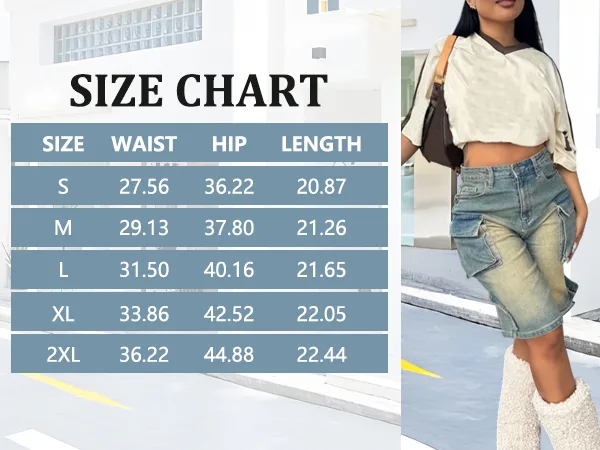 SIZE CHART
SIZE WAIST HIP LENGTH
S 27.56 36.22 20.87
M 29.13 37.80 21.26
L 31.50 40.16 21.65
XL 33.86 42.52 22.05
2XL 36.22 44.88 22.44